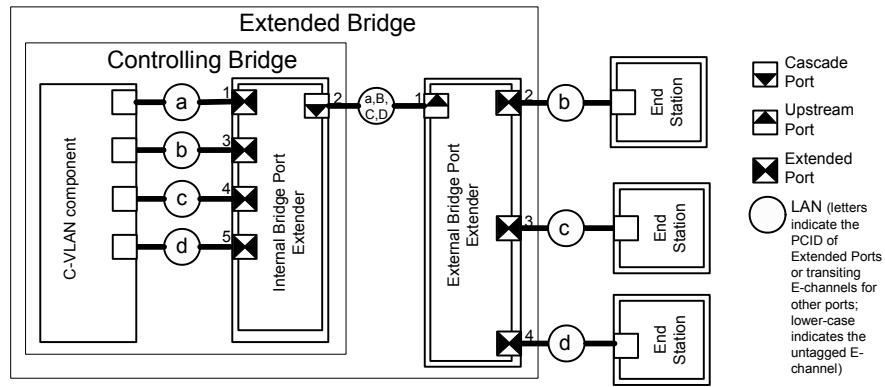 Extended Bridge
Controlling Bridge
C-VLAN component
a
b
c
d
1
3
4
5
Internal Bridge Port
Extender
2
a,B,
C,D
1
External Bridge Port
Extender
2
3
4
b
c
d
End
Station
End
Station
End
Station
Cascade
Port
Upstream
Port
Extended
Port
LAN (letters
indicate the
PCID of
Extended Ports
or transiting
E-channels for
other ports;
lower-case
indicates the
untagged E-
channel)